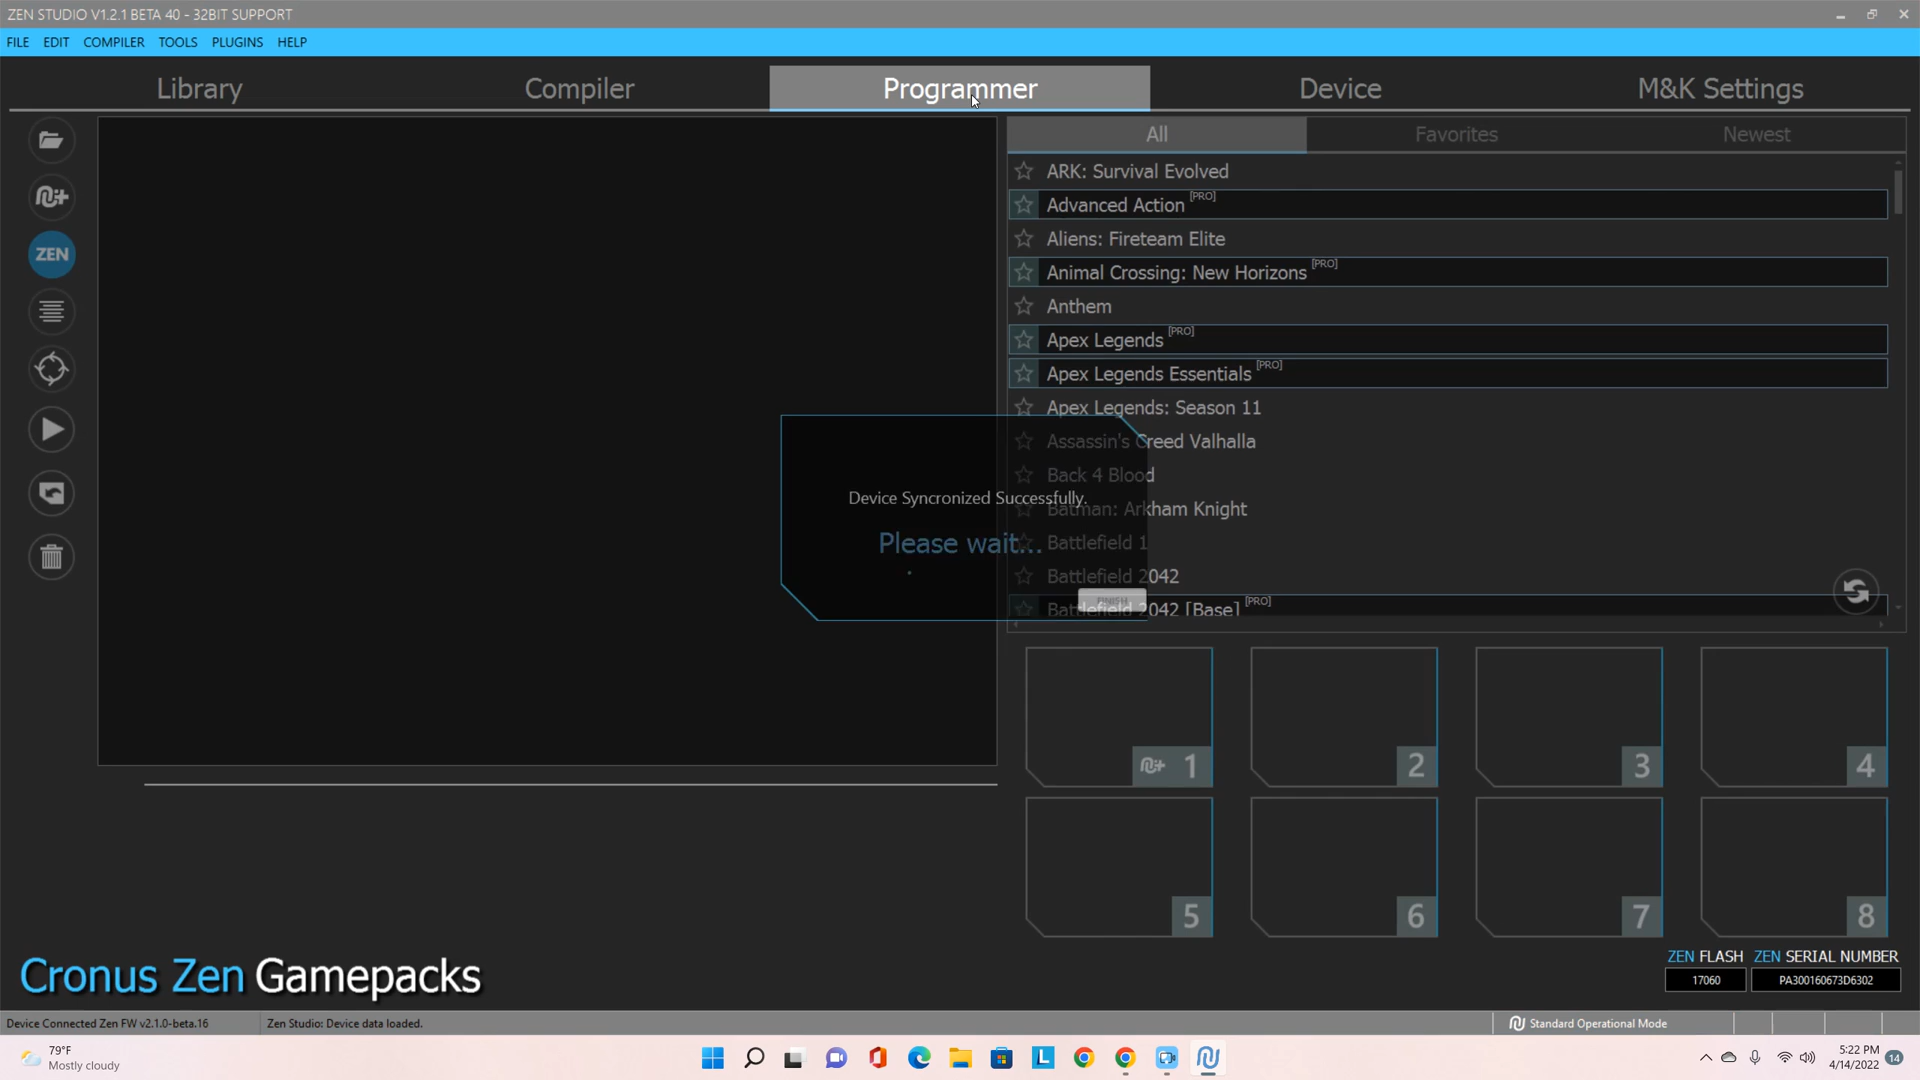 ZEN STUDIO V1.2.1 BETA 40 - 32BIT SUPPORT
FILE EDIT COMPILER TOOLS PLUGINS HELP
Library Compiler Programmer Device M&K Settings
All Favorites Newest
ARK: Survival Evolved
Advanced Action [PRO]
ZEN
Aliens: Fireteam Elite
Animal Crossing: New Horizons [PRO]
Anthem
Apex Legends [PRO]
Apex Legends Essentials [PRO]
Apex Legends: Season 11
Assassin's Creed Valhalla
Back 4 Blood
Device Syncronized Successfully.
Batman: Arkham Knight
Please wait...
Battlefield 1
Battlefield 2042
FINISH
Battlefield 2042 [Base] [PRO]
1 2 3 4
5 6 7 8
Cronus Zen Gamepacks
ZEN FLASH ZEN SERIAL NUMBER
17060 PA300160673D6302
Device Connected Zen FW v2.1.0-beta.16 Zen Studio: Device data loaded. Standard Operational Mode
79°F
Mostly cloudy
5:22 PM
4/14/2022
14